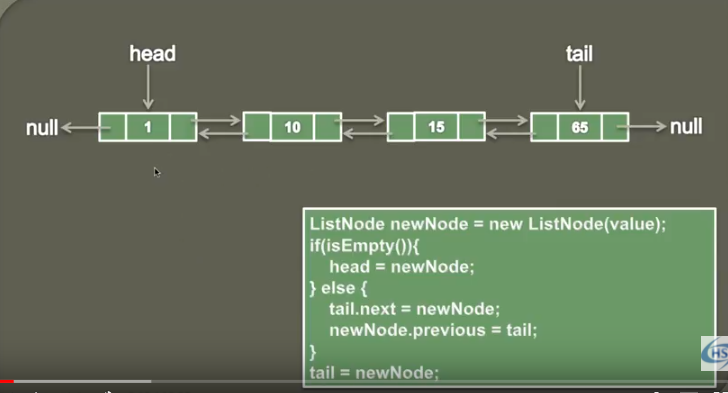 head
tail
null
1
10
15
65
null
ListNode newNode = new ListNode(value);
if(isEmpty()){
head = newNode;
} else {
tail.next = newNode;
newNode.previous = tail;
}
tail = newNode;
HS